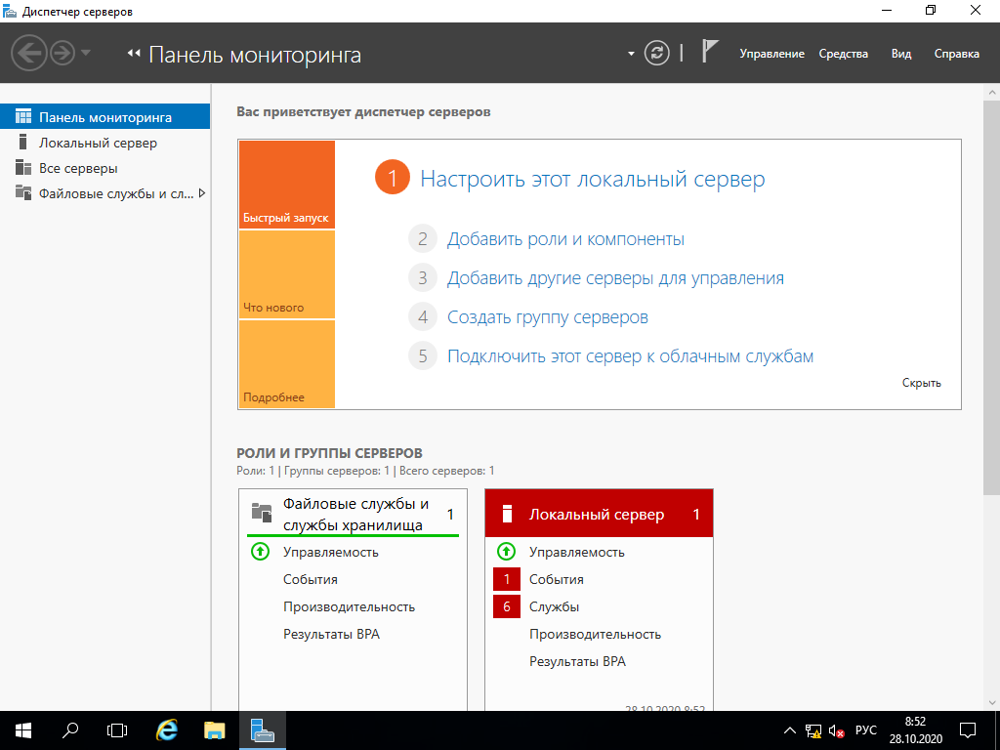 Диспетчер серверов
Панель мониторинга
Управление Средства Вид Справка
Панель мониторинга
Локальный сервер
Все серверы
Файловые службы и сл...
Вас приветствует диспетчер серверов
Быстрый запуск
Что нового
Подробнее
1 Настроить этот локальный сервер
2 Добавить роли и компоненты
3 Добавить другие серверы для управления
4 Создать группу серверов
5 Подключить этот сервер к облачным службам
Скрыть
РОЛИ И ГРУППЫ СЕРВЕРОВ
Роли: 1 | Группы серверов: 1 | Всего серверов: 1
Файловые службы и
службы хранилища
1
Управляемость
События
Производительность
Результаты BPA
Локальный сервер 1
Управляемость
1 События
6 Службы
Производительность
Результаты BPA
28.10.2020 8:52
РУС
8:52
28.10.2020